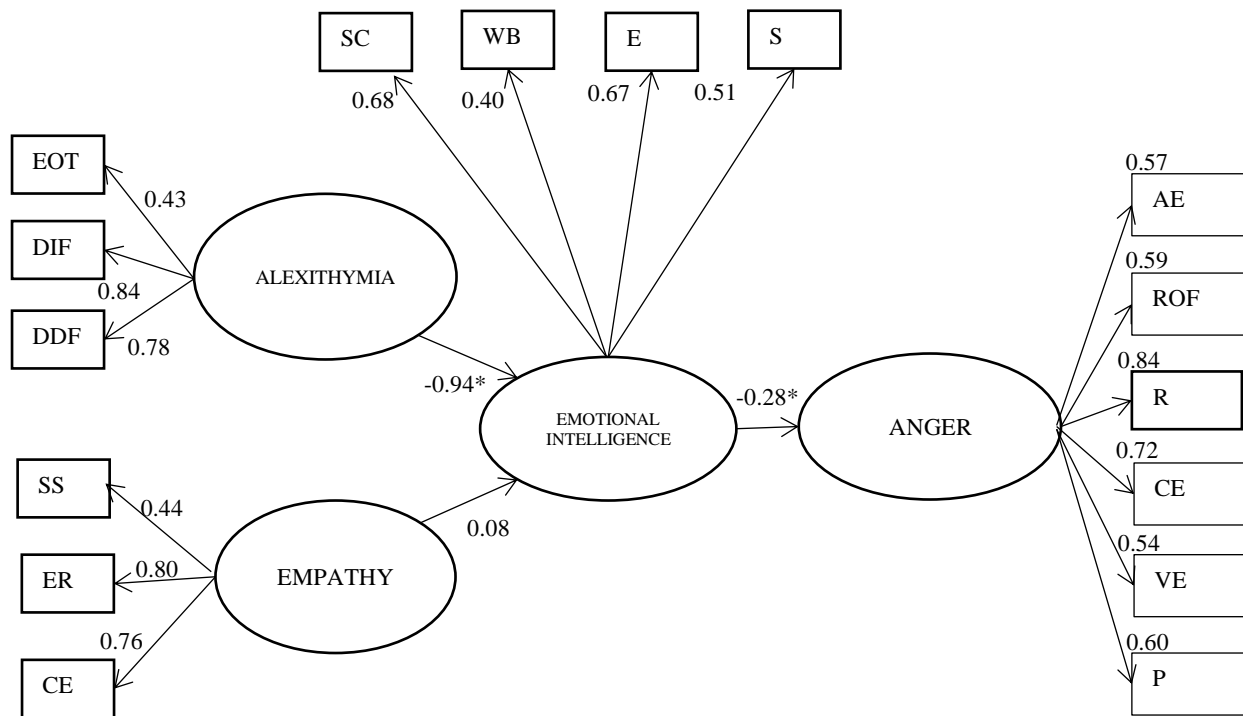 SC
WB
E
S
0.68
0.40
0.67
0.51
EOT
DIF
DDF
0.43
0.84
0.78
ALEXITHYMIA
-0.94*
EMOTIONAL
INTELLIGENCE
-0.28*
ANGER
0.57
AE
0.59
ROF
0.84
R
0.72
CE
0.54
VE
0.60
P
SS
ER
CE
0.44
0.80
0.76
EMPATHY
0.08